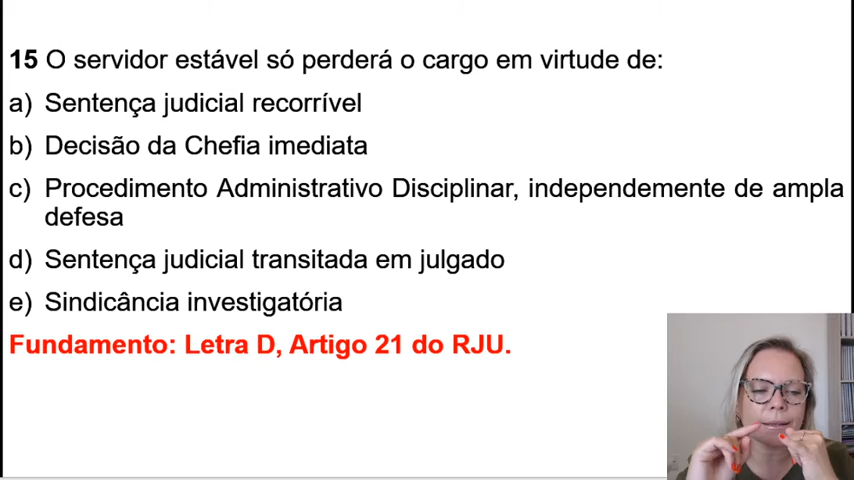 15 O servidor estável só perderá o cargo em virtude de:
a) Sentença judicial recorrível
b) Decisão da Chefia imediata
c) Procedimento Administrativo Disciplinar, independemente de ampla
defesa
d) Sentença judicial transitada em julgado
e) Sindicância investigatória
Fundamento: Letra D, Artigo 21 do RJU.